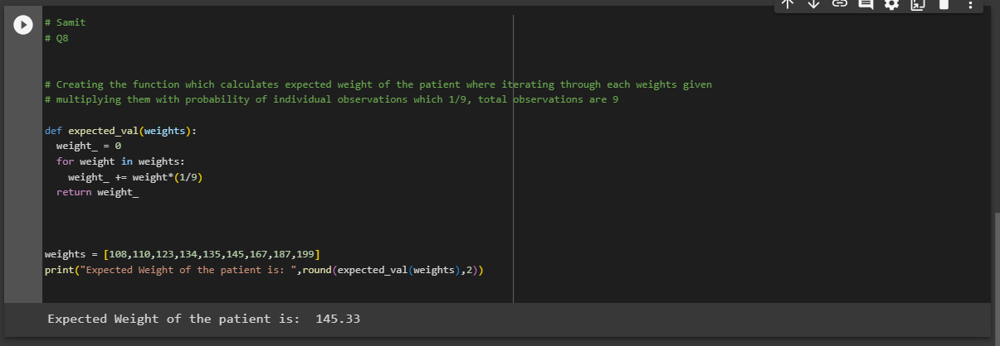 # Samit
# Q8
# Creating the function which calculates expected weight of the patient where iterating through each weights given
# multiplying them with probability of individual observations which 1/9, total observations are 9
def expected_val(weights):
  weight_ = 0
  for weight in weights:
    weight_ += weight*(1/9)
  return weight_
weights = [108,110,123,134,135,145,167,187,199]
print("Expected Weight of the patient is: ",round(expected_val(weights),2))
Expected Weight of the patient is:  145.33